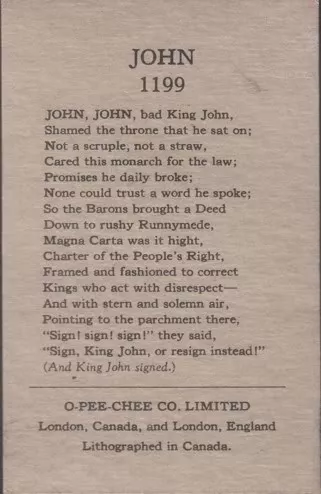 JOHN
1199
JOHN, JOHN, bad King John,
Shamed the throne that he sat on;
Not a scruple, not a straw,
Cared this monarch for the law;
Promises he daily broke;
None could trust a word he spoke;
So the Barons brought a Deed
Down to rushy Runnymede,
Magna Carta was it hight,
Charter of the People's Right,
Framed and fashioned to correct
Kings who act with disrespect—
And with stern and solemn air,
Pointing to the parchment there,
"Sign! sign! sign!" they said,
"Sign, King John, or resign instead!"
(And King John signed.)
O-PEE-CHEE CO. LIMITED
London, Canada, and London, England
Lithographed in Canada.